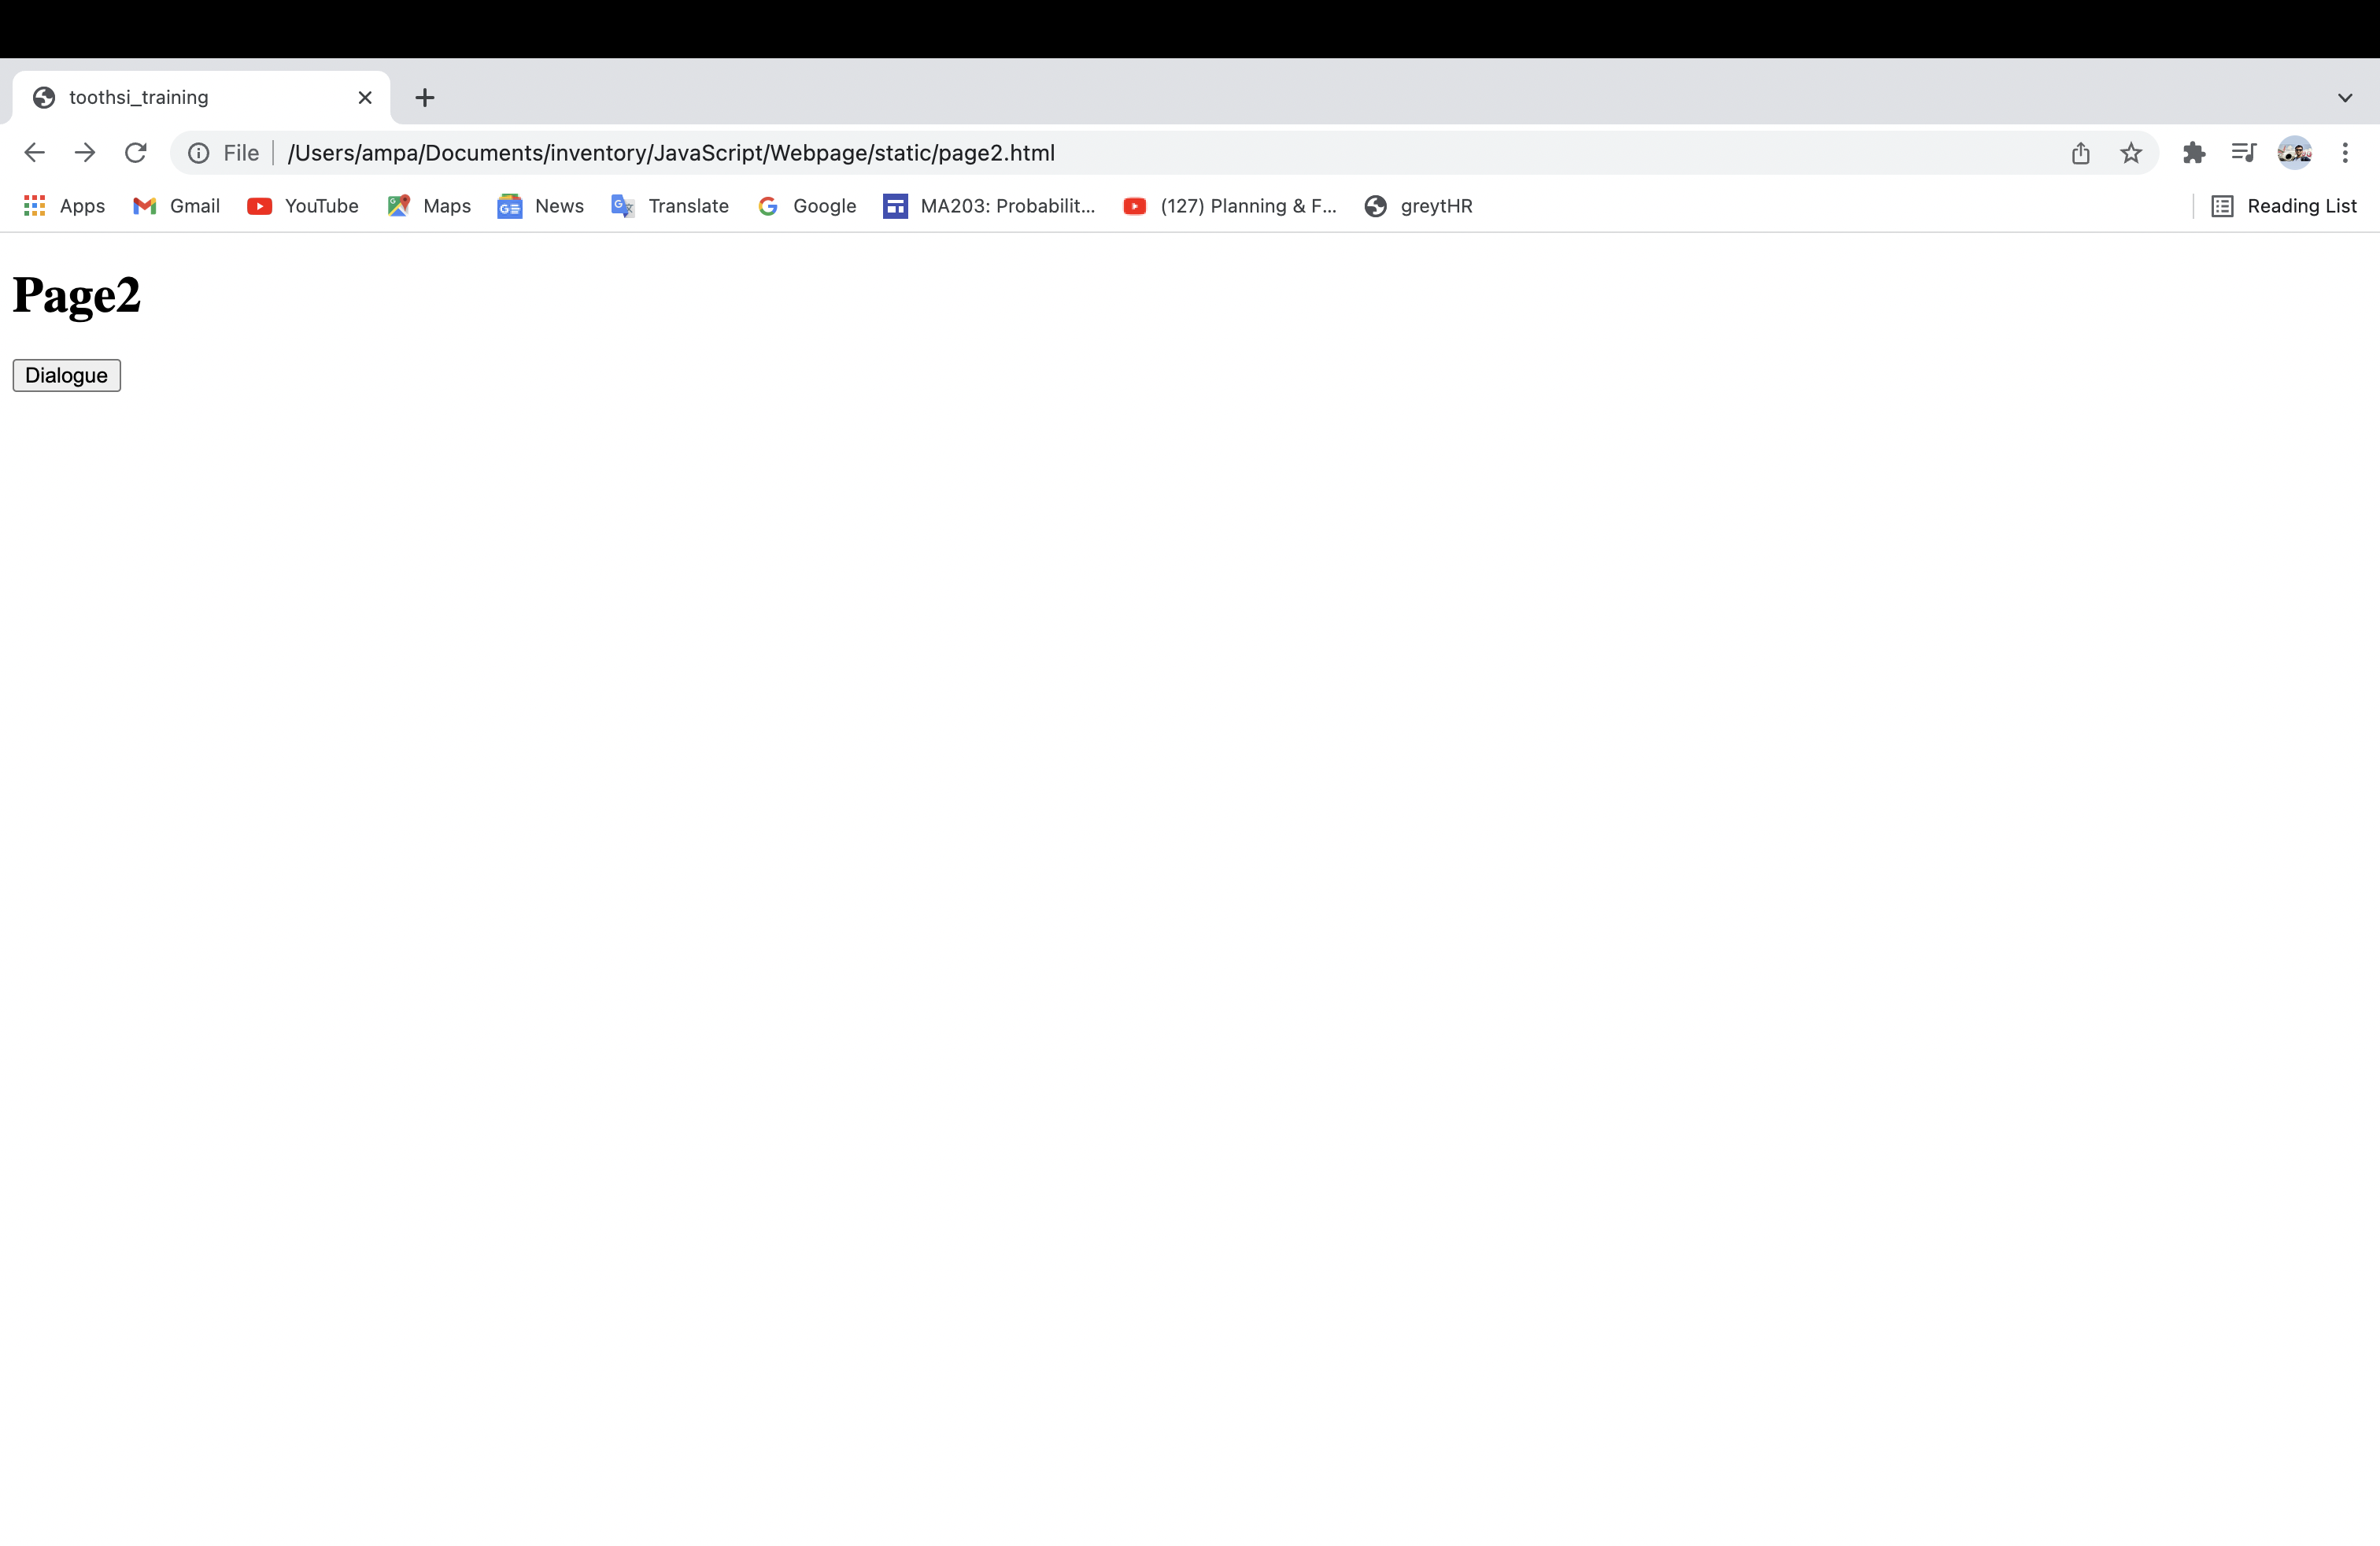 toothsi_training
File /Users/ampa/Documents/inventory/JavaScript/Webpage/static/page2.html
Apps Gmail YouTube Maps News Translate Google MA203: Probabilit... (127) Planning & F... greytHR Reading List
Page2
Dialogue